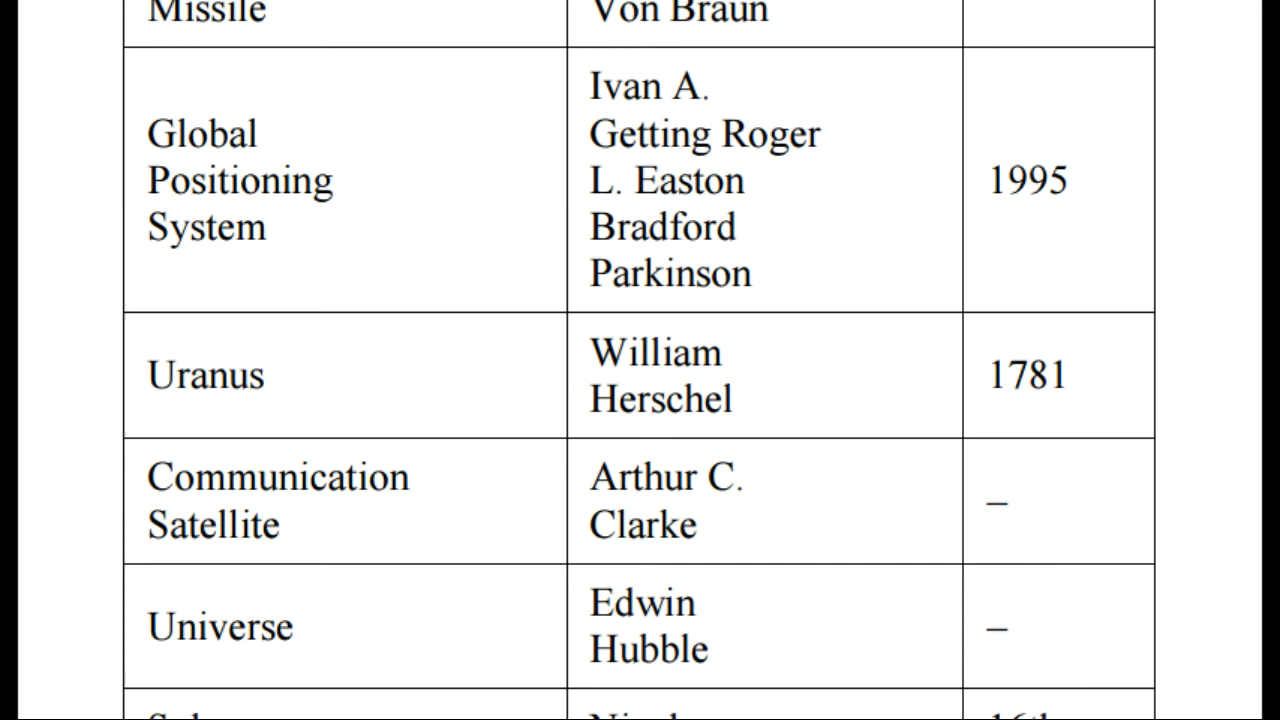 Missile
Von Braun
Global
Positioning
System
Ivan A.
Getting Roger
L. Easton
Bradford
Parkinson
1995
Uranus
William
Herschel
1781
Communication
Satellite
Arthur C.
Clarke
–
Universe
Edwin
Hubble
–